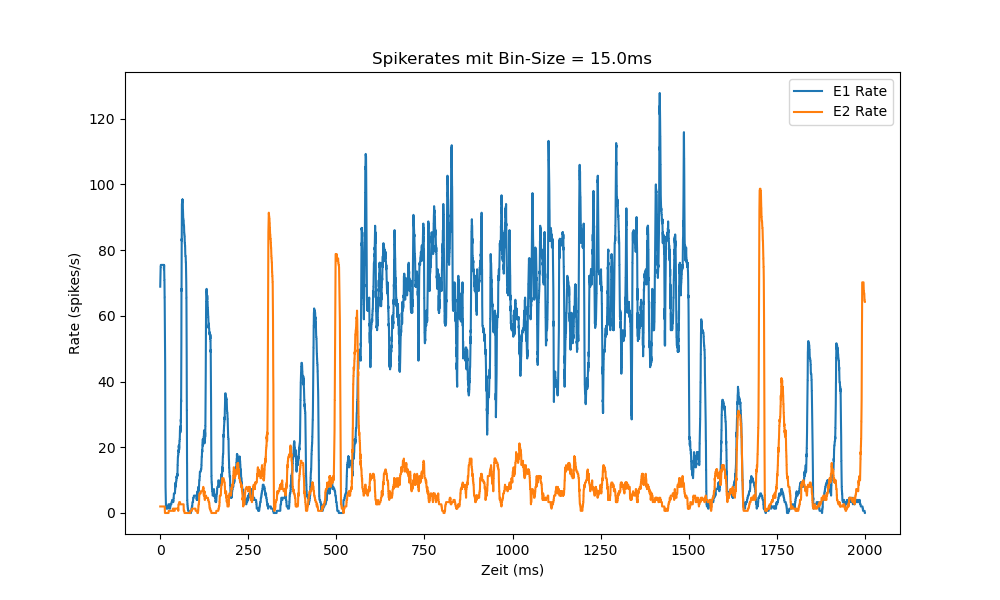 Spikerates mit Bin-Size = 15.0ms
E1 Rate
E2 Rate
Rate (spikes/s)
120
100
80
60
40
20
0
0 250 500 750 1000 1250 1500 1750 2000
Zeit (ms)